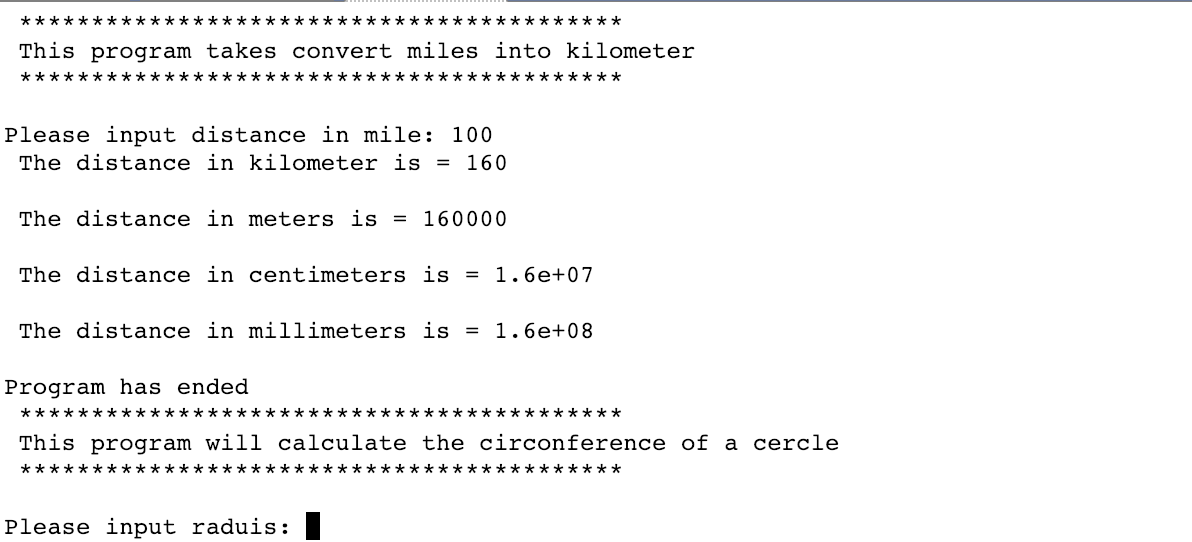 ******************************************
This program takes convert miles into kilometer
******************************************
Please input distance in mile: 100
The distance in kilometer is = 160
The distance in meters is = 160000
The distance in centimeters is = 1.6e+07
The distance in millimeters is = 1.6e+08
Program has ended
******************************************
This program will calculate the circonference of a cercle
******************************************
Please input raduis: